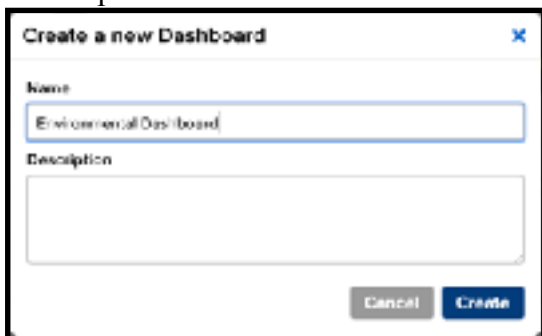 Create a new Dashboard ×
Name
Environmental Dashboard
Description
Cancel Create